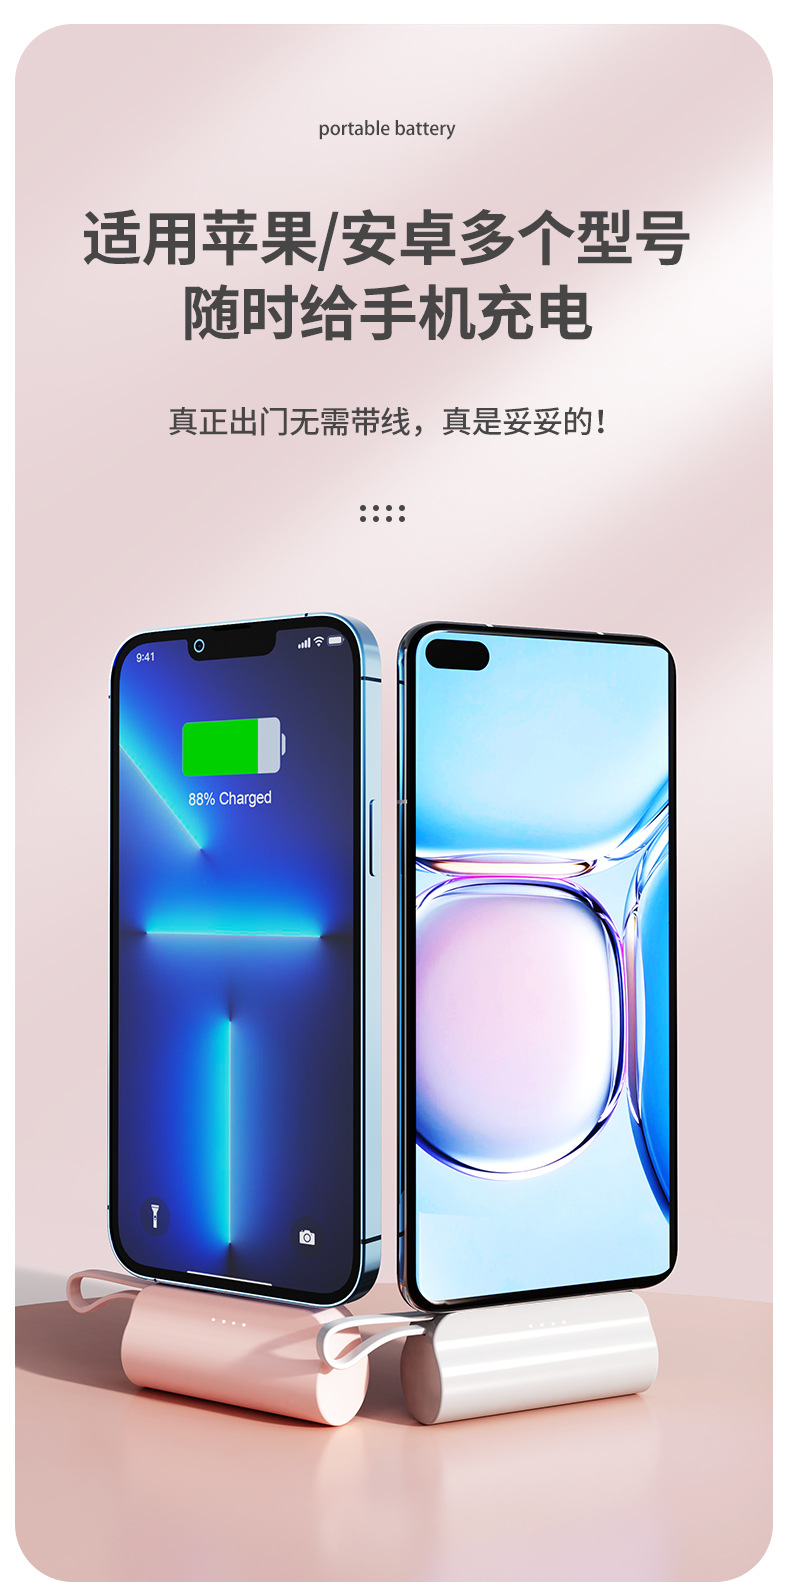 portable battery
适用苹果/安卓多个型号
随时给手机充电
真正出门无需带线，真是妥妥的！
9:41
88% Charged